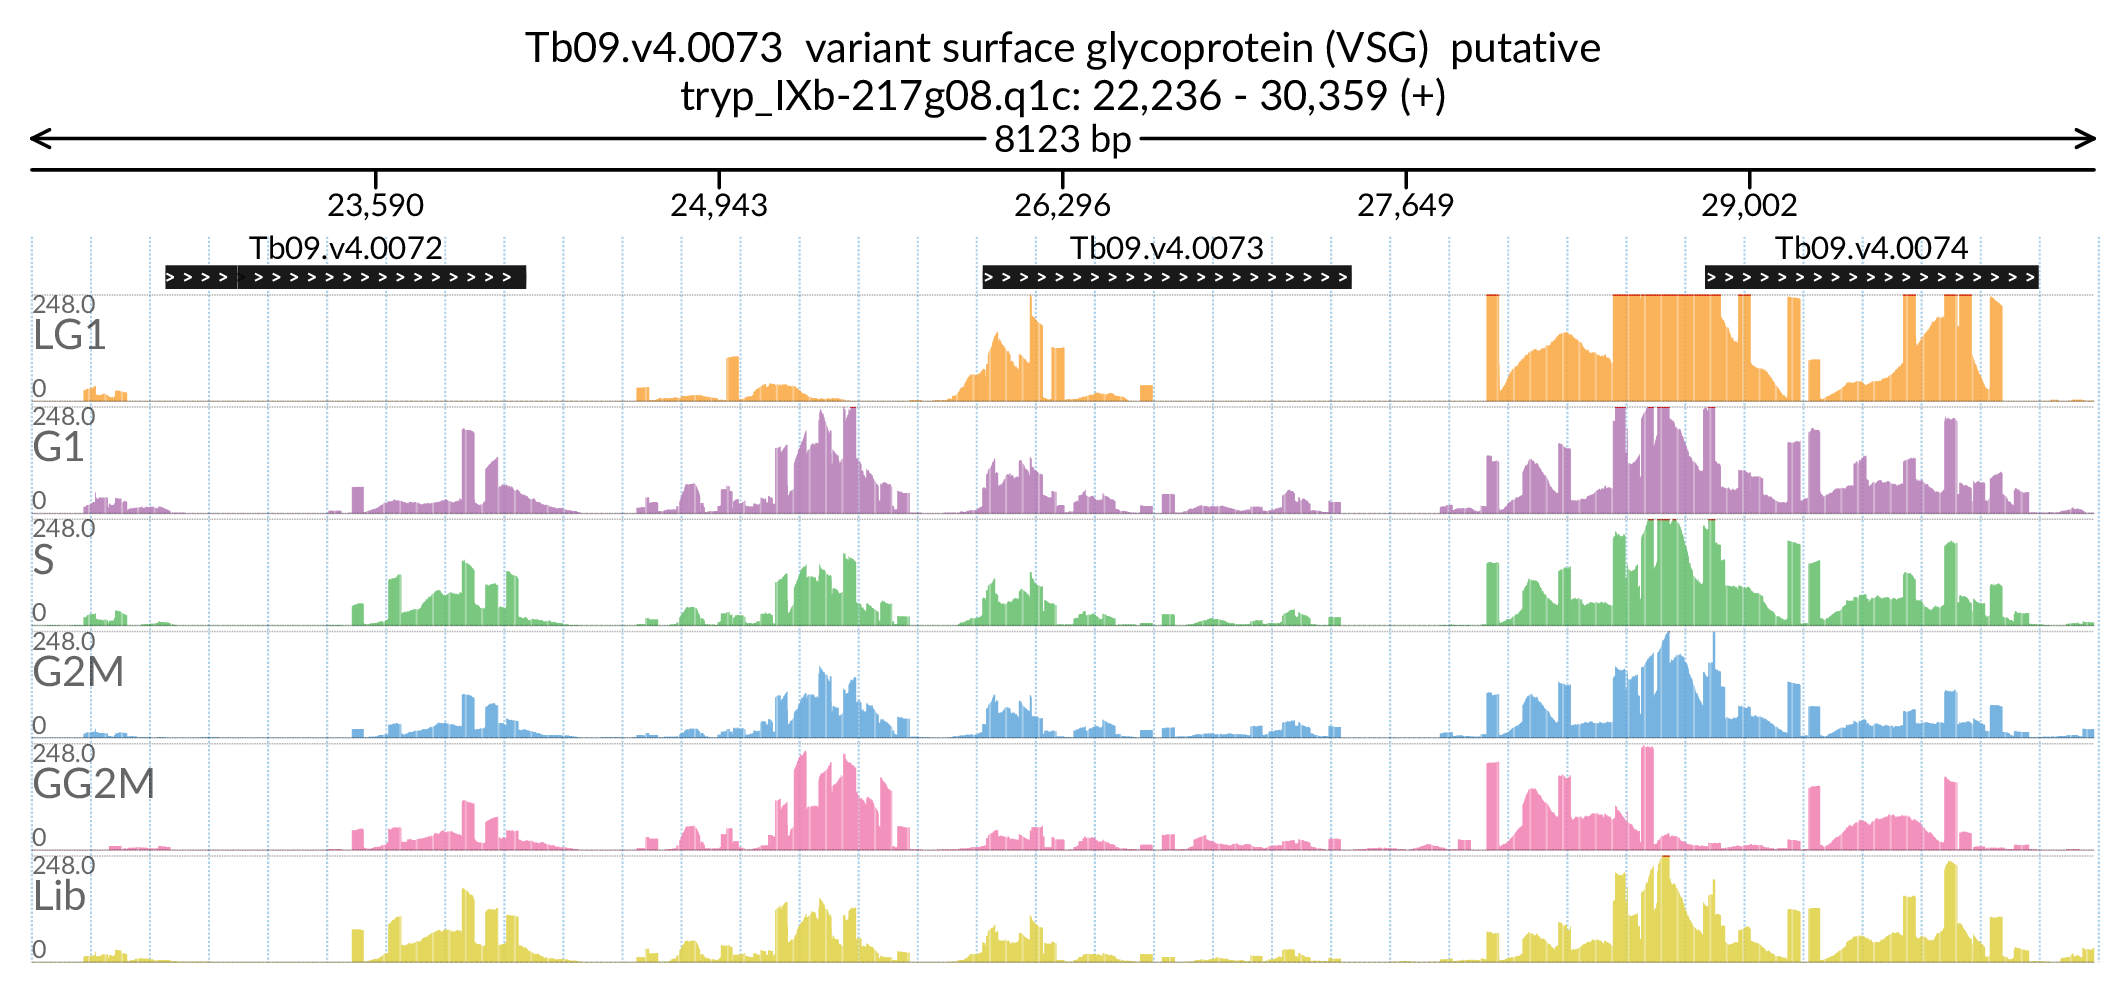 Tb09.v4.0073  variant surface glycoprotein (VSG)  putative
tryp_IXb-217g08.q1c: 22,236 - 30,359 (+)
8123 bp
23,590 24,943 26,296 27,649 29,002
Tb09.v4.0072 Tb09.v4.0073 Tb09.v4.0074
248.0
LG1
0
248.0
G1
0
248.0
S
0
248.0
G2M
0
248.0
GG2M
0
248.0
Lib
0